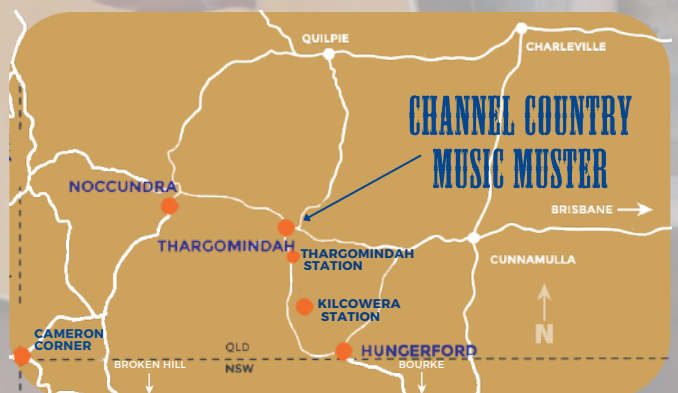 QUILPIE
CHARLEVILLE
CHANNEL COUNTRY
MUSIC MUSTER
NOCCUNDRA
BRISBANE
THARGOMINDAH
THARGOMINDAH
STATION
CUNNAMULLA
KILCOWERA
STATION
CAMERON
CORNER
N
QLD
HUNGERFORD
NSW
BROKEN HILL
BOURKE